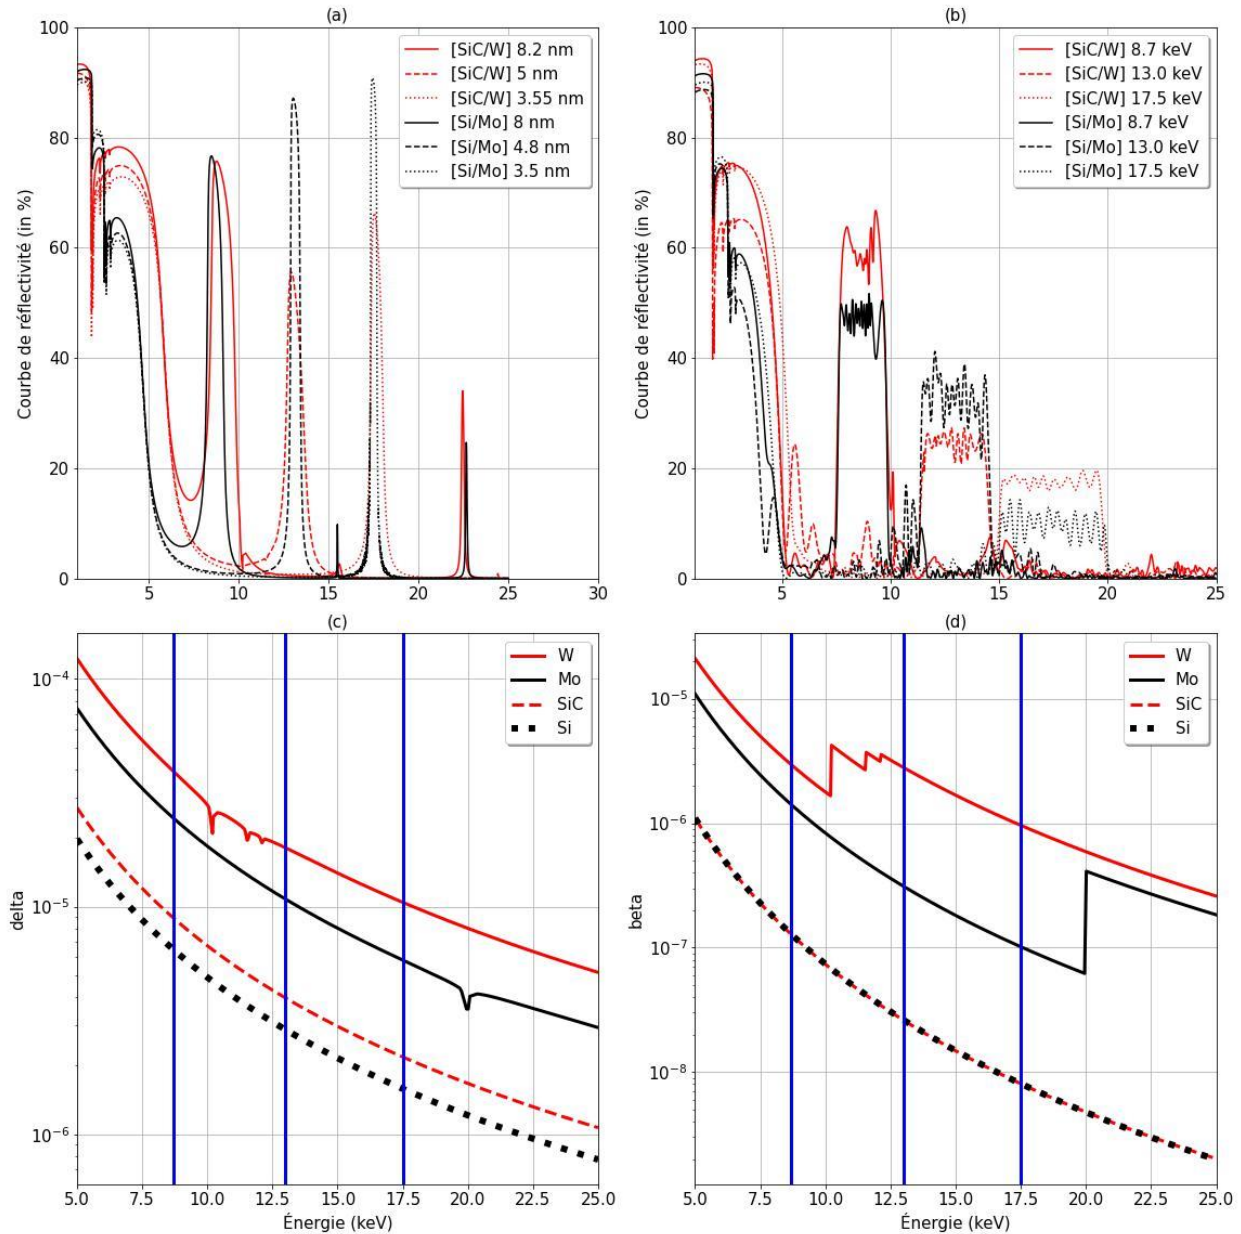 (a)
Courbe de réflectivité (in %)
100
80
60
40
20
0
5
10
15
20
25
30
[SiC/W] 8.2 nm
[SiC/W] 5 nm
[SiC/W] 3.55 nm
[Si/Mo] 8 nm
[Si/Mo] 4.8 nm
[Si/Mo] 3.5 nm
(b)
Courbe de réflectivité (in %)
100
80
60
40
20
0
5
10
15
20
25
[SiC/W] 8.7 keV
[SiC/W] 13.0 keV
[SiC/W] 17.5 keV
[Si/Mo] 8.7 keV
[Si/Mo] 13.0 keV
[Si/Mo] 17.5 keV
(c)
delta
10⁻⁴
10⁻⁵
10⁻⁶
5.0
7.5
10.0
12.5
15.0
17.5
20.0
22.5
25.0
Énergie (keV)
W
Mo
SiC
Si
(d)
beta
10⁻⁵
10⁻⁶
10⁻⁷
10⁻⁸
5.0
7.5
10.0
12.5
15.0
17.5
20.0
22.5
25.0
Énergie (keV)
W
Mo
SiC
Si